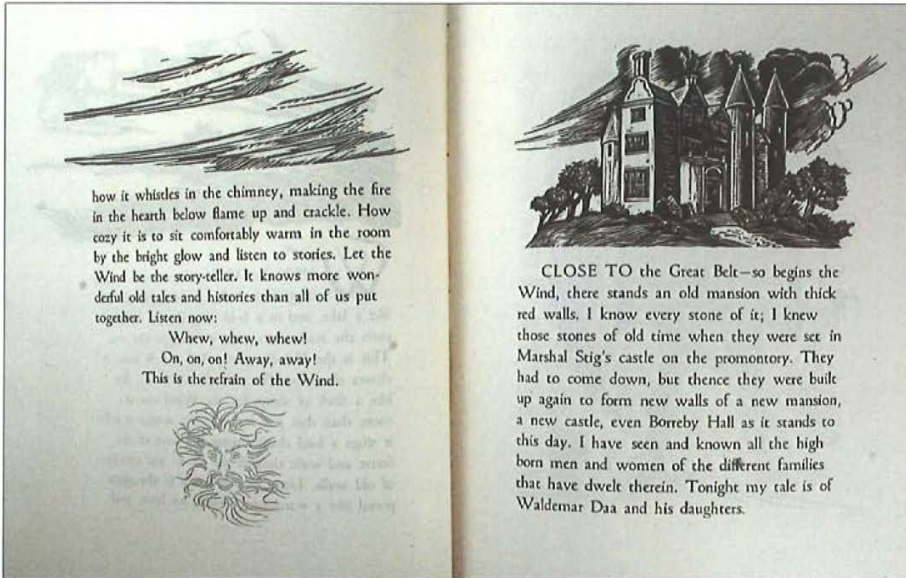 how it whistles in the chimney, making the fire
in the hearth below flame up and crackle. How
cozy it is to sit comfortably warm in the room
by the bright glow and listen to stories. Let the
Wind be the story-teller. It knows more won-
derful old tales and histories than all of us put
together. Listen now:
Whew, whew, whew!
On, on, on! Away, away!
This is the refrain of the Wind.
CLOSE TO the Great Belt—so begins the
Wind, there stands an old mansion with thick
red walls. I know every stone of it; I knew
those stones of old time when they were set in
Marshal Stig's castle on the promontory. They
had to come down, but thence they were built
up again to form new walls of a new mansion,
a new castle, even Borreby Hall as it stands to
this day. I have seen and known all the high
born men and women of the different families
that have dwelt therein. Tonight my tale is of
Waldemar Daa and his daughters.